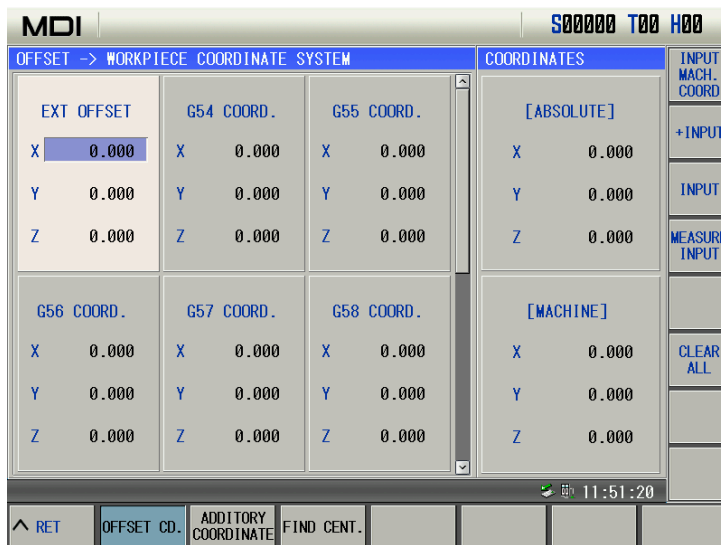 MDI S00000 T00 H00
OFFSET -> WORKPIECE COORDINATE SYSTEM
EXT OFFSET G54 COORD. G55 COORD.
X 0.000 X 0.000 X 0.000
Y 0.000 Y 0.000 Y 0.000
Z 0.000 Z 0.000 Z 0.000
G56 COORD. G57 COORD. G58 COORD.
X 0.000 X 0.000 X 0.000
Y 0.000 Y 0.000 Y 0.000
Z 0.000 Z 0.000 Z 0.000
COORDINATES
[ABSOLUTE]
X 0.000
Y 0.000
Z 0.000
[MACHINE]
X 0.000
Y 0.000
Z 0.000
INPUT
MACH.
COORD
+INPUT
INPUT
MEASURE
INPUT
CLEAR
ALL
11:51:20
RET OFFSET CD. ADDITORY COORDINATE FIND CENT.